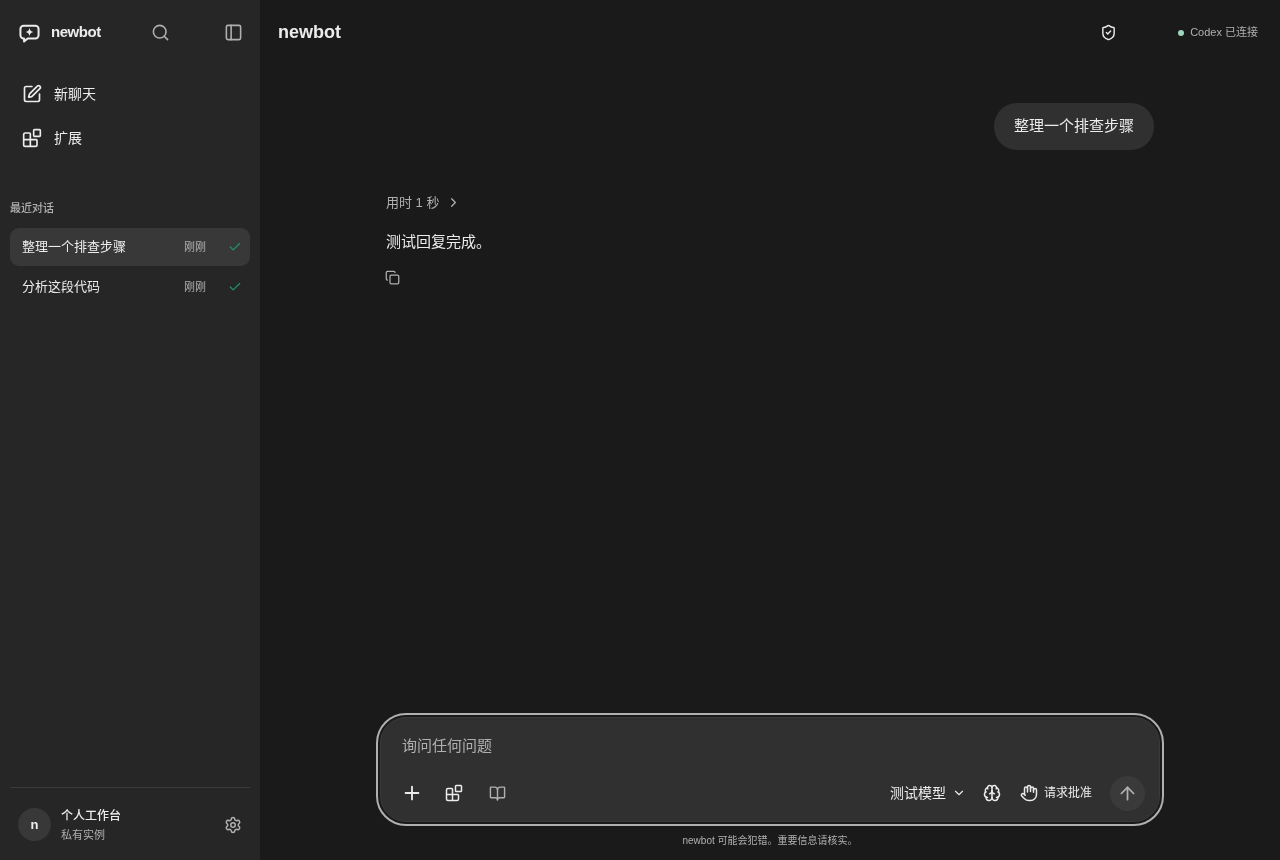 newbot
新聊天
扩展
最近对话
整理一个排查步骤 刚刚
分析这段代码 刚刚
n
个人工作台
私有实例
newbot
Codex 已连接
整理一个排查步骤
用时 1 秒
测试回复完成。
询问任何问题
测试模型
请求批准
newbot 可能会犯错。重要信息请核实。